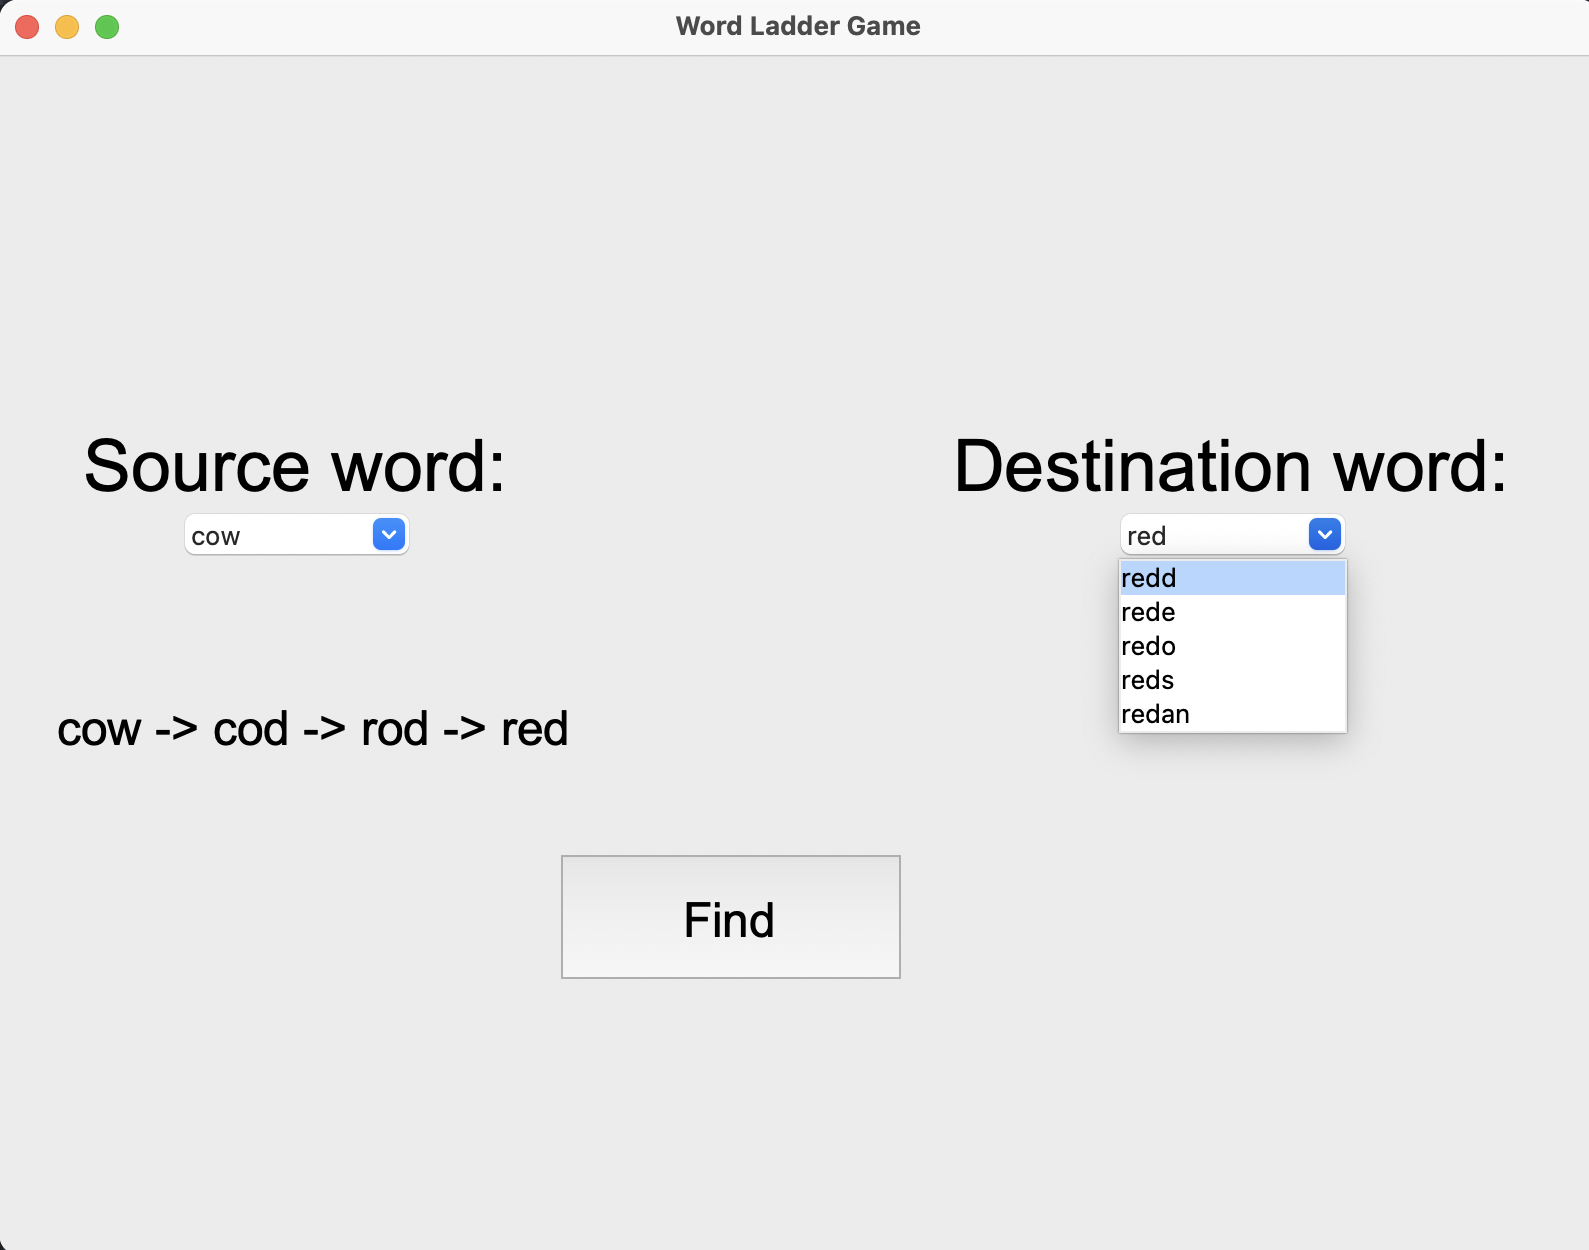 Word Ladder Game
Source word:
cow
Destination word:
red
redd
rede
redo
reds
redan
cow -> cod -> rod -> red
Find